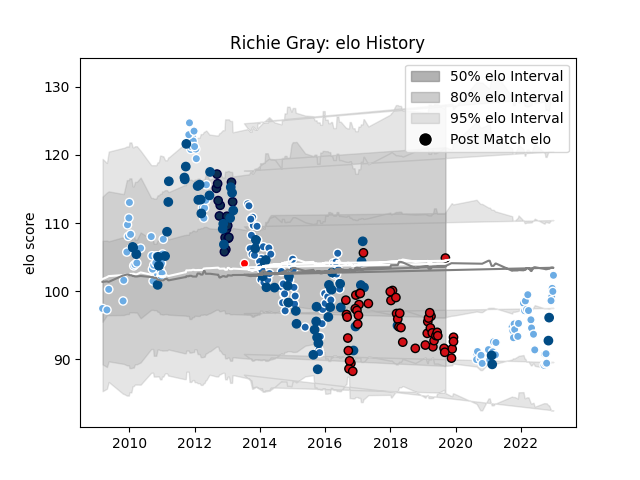 Richie Gray: elo History
130
120
110
100
90
elo score
50% elo Interval
80% elo Interval
95% elo Interval
Post Match elo
2010 2012 2014 2016 2018 2020 2022